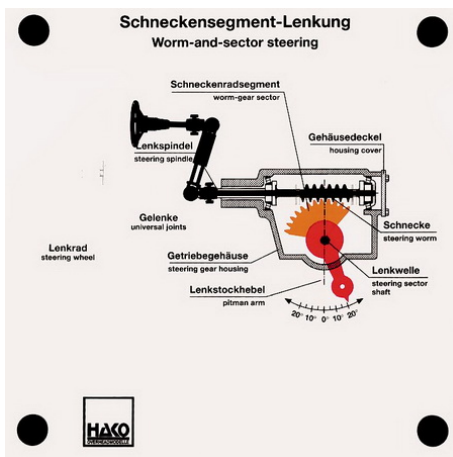 Schneckensegment-Lenkung
Worm-and-sector steering
Schneckenradsegment
worm-gear sector
Gehäusedeckel
housing cover
Lenkspindel
steering spindle
Gelenke
universal joints
Schnecke
steering worm
Lenkrad
steering wheel
Getriebegehäuse
steering gear housing
Lenkwelle
steering sector
shaft
Lenkstockhebel
pitman arm
20° 10° 0° 10° 20°
HAKO
OVERHEADMODELLE